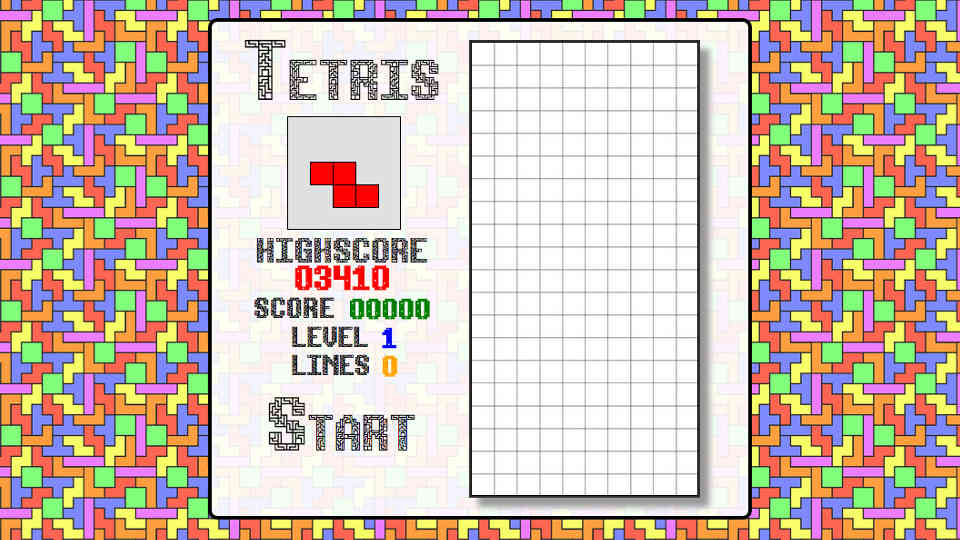 TETRIS
HIGHSCORE
03410
SCORE 00000
LEVEL 1
LINES 0
START